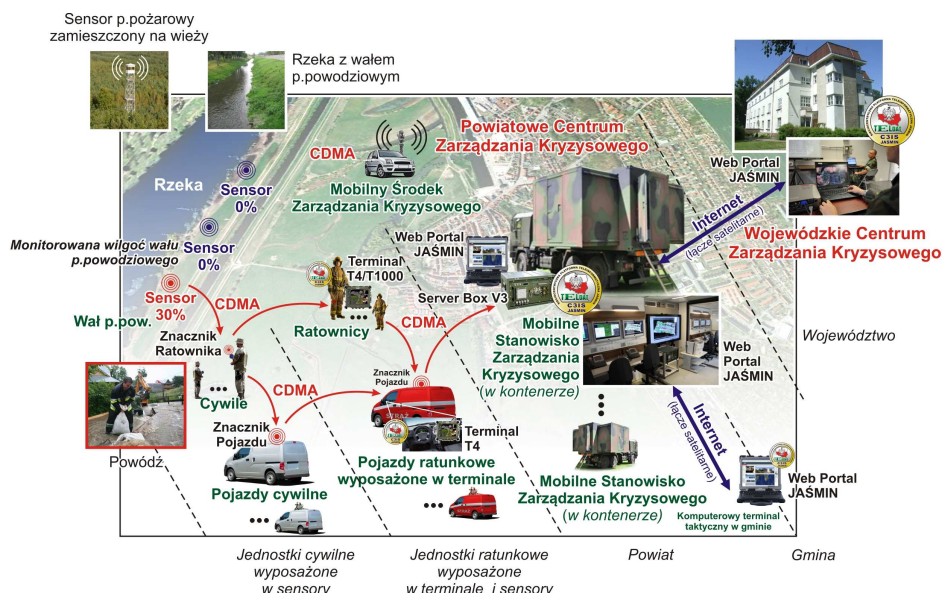 Sensor p.pożarowy
zamieszczony na wieży
Rzeka z wałem
p.powodziowym
Rzeka
Sensor
0%
Sensor
0%
Monitorowana wilgoć wału
p.powodziowego
Sensor
30%
Wał p.pow.
CDMA
Mobilny Środek
Zarządzania Kryzysowego
Powiatowe Centrum
Zarządzania Kryzysowego
Web Portal
JAŚMIN
C3IS
JAŚMIN
Internet
(łącze satelitarne)
Wojewódzkie Centrum
Zarządzania Kryzysowego
Web Portal
JAŚMIN
Terminal
T4/T1000
Server Box V3
CDMA
Ratownicy
CDMA
Znacznik
Ratownika
Cywile
CDMA
Znacznik
Pojazdu
Znacznik
Pojazdu
STRAŻ
Terminal
T4
Pojazdy cywilne
Pojazdy ratunkowe
wyposażone w terminale
Powódź
Mobilne
Stanowisko
Zarządzania
Kryzysowego
(w kontenerze)
C3IS
JAŚMIN
Web
Portal
JAŚMIN
Województwo
Internet
(łącze satelitarne)
Mobilne Stanowisko
Zarządzania Kryzysowego
(w kontenerze)
Web Portal
JAŚMIN
Komputerowy terminal
taktyczny w gminie
Jednostki cywilne
wyposażone
w sensory
Jednostki ratunkowe
wyposażone
w terminale i sensory
Powiat
Gmina